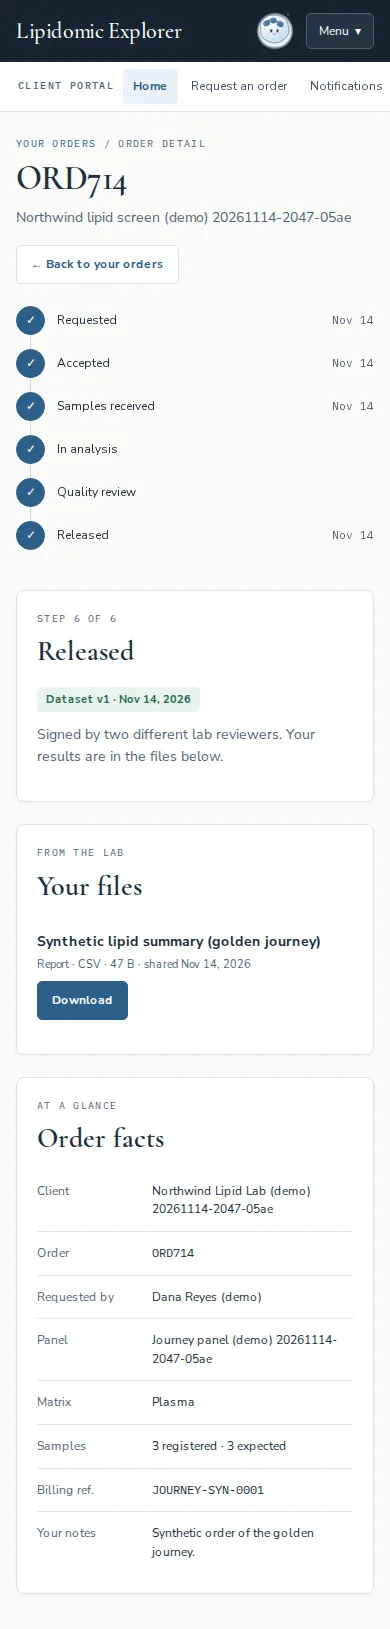 Lipidomic Explorer
Menu ▾
CLIENT PORTAL
Home
Request an order
Notifications
YOUR ORDERS / ORDER DETAIL
ORD714
Northwind lipid screen (demo) 20261114-2047-05ae
← Back to your orders
✓ Requested Nov 14
✓ Accepted Nov 14
✓ Samples received Nov 14
✓ In analysis
✓ Quality review
✓ Released Nov 14
STEP 6 OF 6
Released
Dataset v1 · Nov 14, 2026
Signed by two different lab reviewers. Your
results are in the files below.
FROM THE LAB
Your files
Synthetic lipid summary (golden journey)
Report · CSV · 47 B · shared Nov 14, 2026
Download
AT A GLANCE
Order facts
Client Northwind Lipid Lab (demo)
20261114-2047-05ae
Order ORD714
Requested by Dana Reyes (demo)
Panel Journey panel (demo) 20261114-
2047-05ae
Matrix Plasma
Samples 3 registered · 3 expected
Billing ref. JOURNEY-SYN-0001
Your notes Synthetic order of the golden
journey.